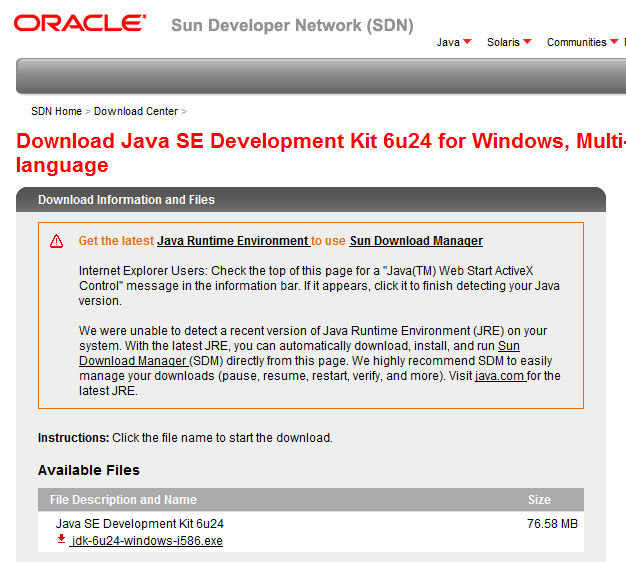 ORACLE
Sun Developer Network (SDN)
Java Solaris Communities
SDN Home > Download Center >
Download Java SE Development Kit 6u24 for Windows, Multi-
language
Download Information and Files
Get the latest Java Runtime Environment to use Sun Download Manager
Internet Explorer Users: Check the top of this page for a "Java(TM) Web Start ActiveX
Control" message in the information bar. If it appears, click it to finish detecting your Java
version.
We were unable to detect a recent version of Java Runtime Environment (JRE) on your
system. With the latest JRE, you can automatically download, install, and run Sun
Download Manager (SDM) directly from this page. We highly recommend SDM to easily
manage your downloads (pause, resume, restart, verify, and more). Visit java.com for the
latest JRE.
Instructions: Click the file name to start the download.
Available Files
File Description and Name Size
Java SE Development Kit 6u24 76.58 MB
jdk-6u24-windows-i586.exe